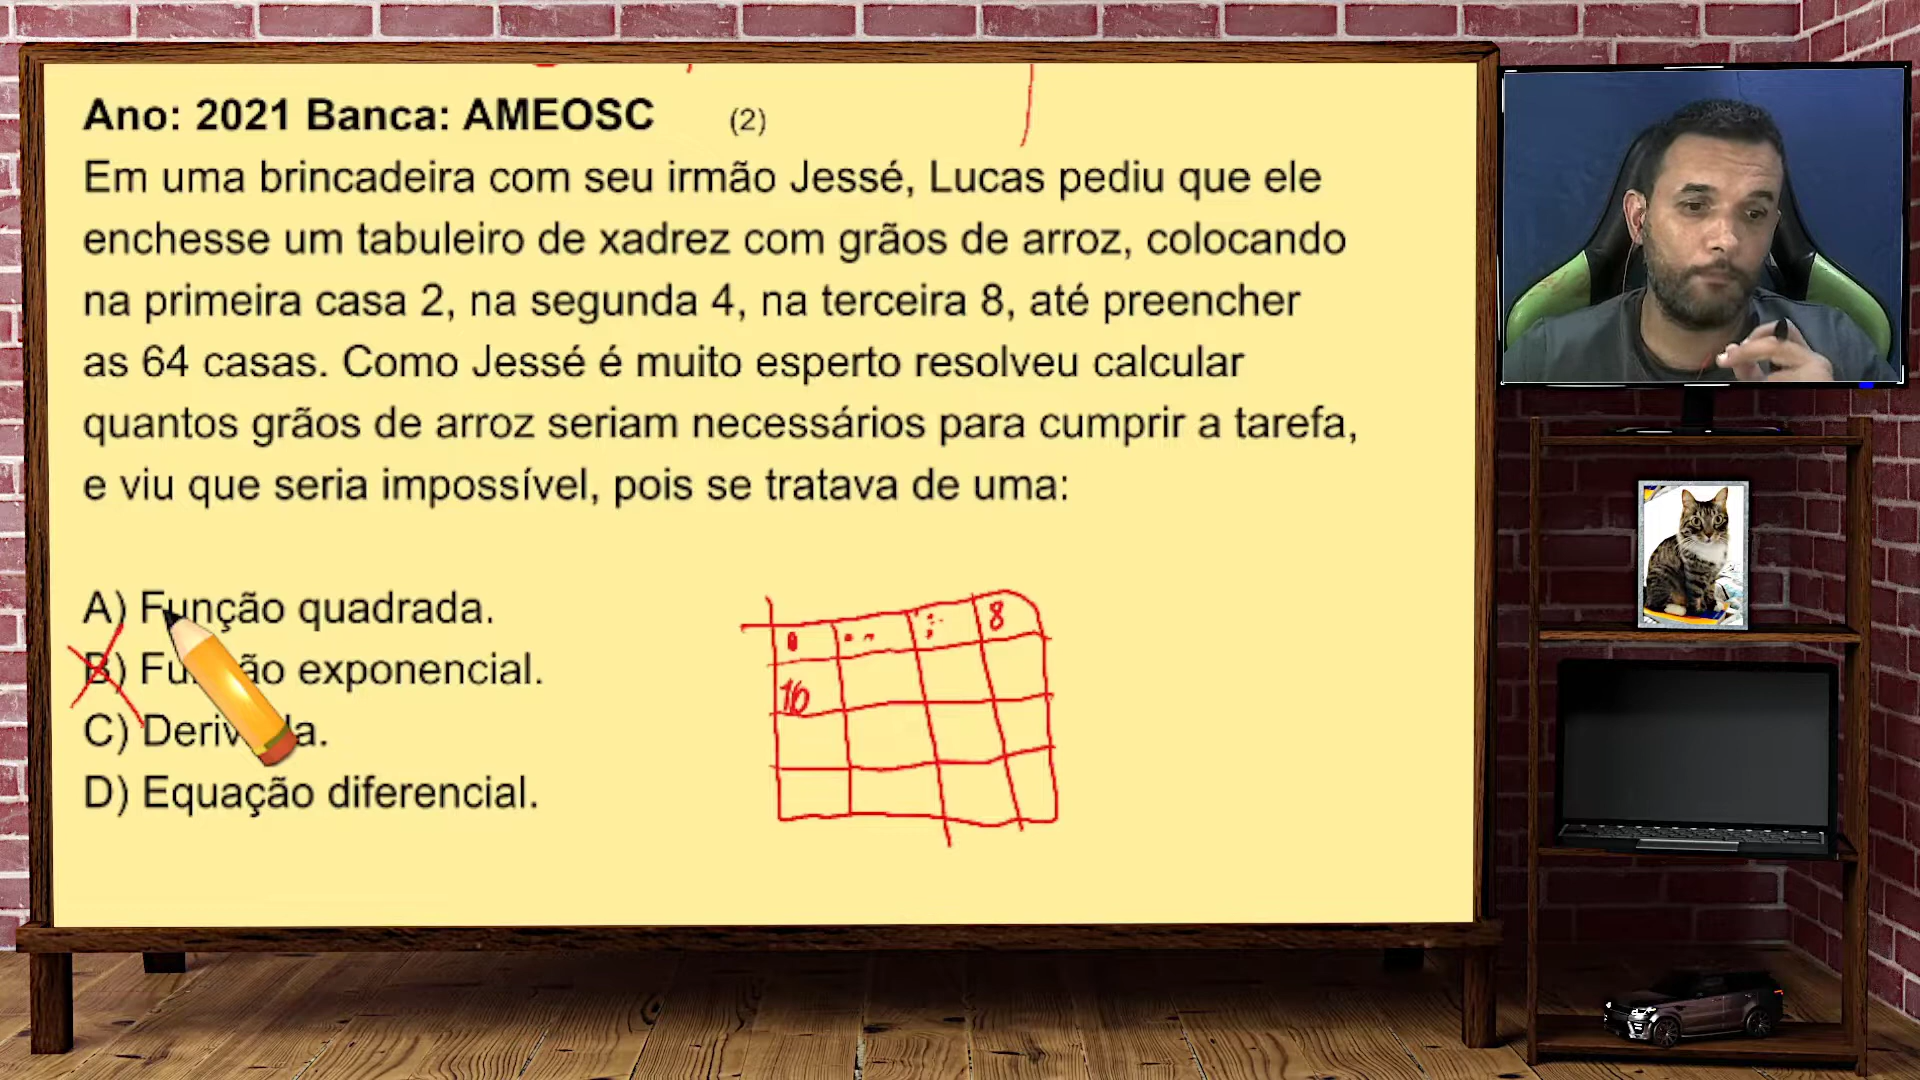 Ano: 2021 Banca: AMEOSC (2)
Em uma brincadeira com seu irmão Jessé, Lucas pediu que ele
enchesse um tabuleiro de xadrez com grãos de arroz, colocando
na primeira casa 2, na segunda 4, na terceira 8, até preencher
as 64 casas. Como Jessé é muito esperto resolveu calcular
quantos grãos de arroz seriam necessários para cumprir a tarefa,
e viu que seria impossível, pois se tratava de uma:
A) Função quadrada.
B) Função exponencial.
C) Derivada.
D) Equação diferencial.
8
16